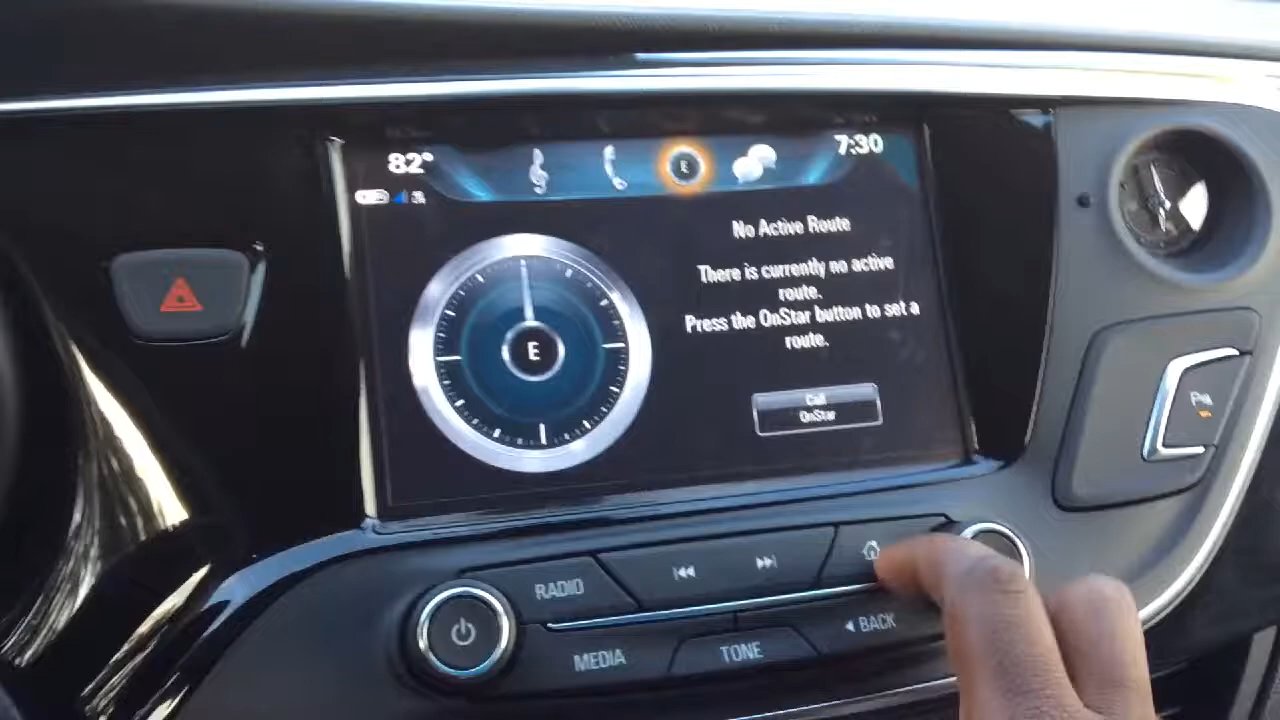 82°
7:30
E
No Active Route
There is currently no active
route.
Press the OnStar button to set a
route.
E
Call
OnStar
RADIO
MEDIA
TONE
BACK